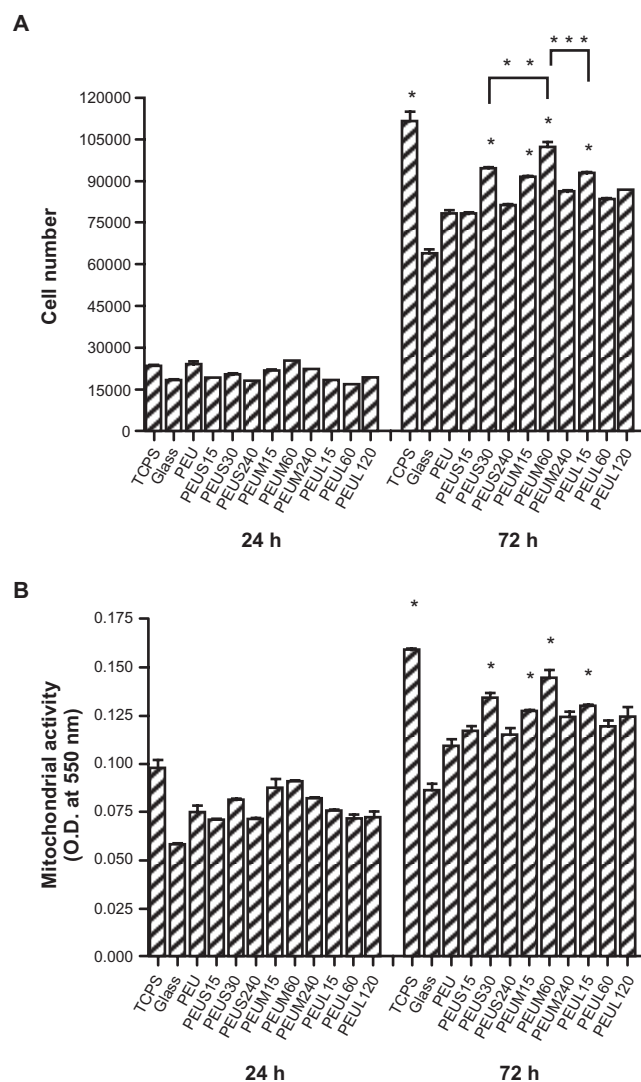 A
* * *
* *
Cell number
120000
105000
90000
75000
60000
45000
30000
15000
0
*
*
*
*
*
TCPS
Glass
PEU
PEUS15
PEUS30
PEUS240
PEUM15
PEUM60
PEUM240
PEUL15
PEUL60
PEUL120
TCPS
Glass
PEU
PEUS15
PEUS30
PEUS240
PEUM15
PEUM60
PEUM240
PEUL15
PEUL60
PEUL120
24 h
72 h
B
Mitochondrial activity
(O.D. at 550 nm)
0.175
0.150
0.125
0.100
0.075
0.050
0.025
0.000
*
*
*
*
*
TCPS
Glass
PEU
PEUS15
PEUS30
PEUS240
PEUM15
PEUM60
PEUM240
PEUL15
PEUL60
PEUL120
TCPS
Glass
PEU
PEUS15
PEUS30
PEUS240
PEUM15
PEUM60
PEUM240
PEUL15
PEUL60
PEUL120
24 h
72 h